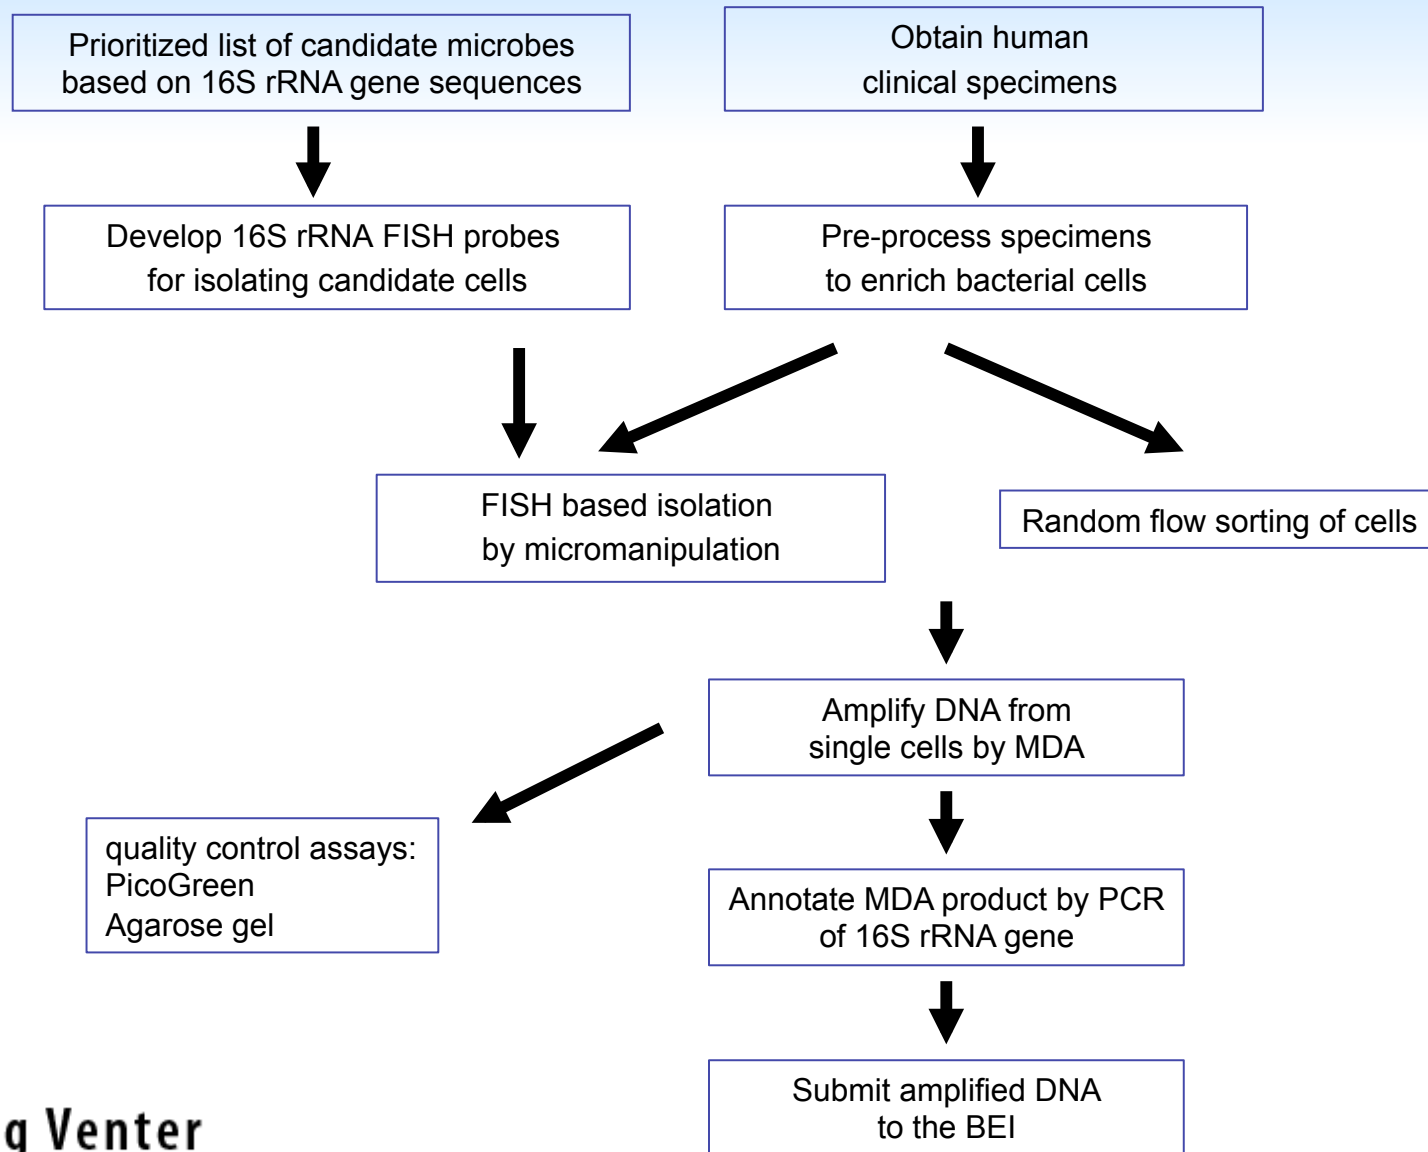 Prioritized list of candidate microbes
based on 16S rRNA gene sequences
Obtain human
clinical specimens
Develop 16S rRNA FISH probes
for isolating candidate cells
Pre-process specimens
to enrich bacterial cells
FISH based isolation
by micromanipulation
Random flow sorting of cells
Amplify DNA from
single cells by MDA
quality control assays:
PicoGreen
Agarose gel
Annotate MDA product by PCR
of 16S rRNA gene
Submit amplified DNA
to the BEI
g Venter